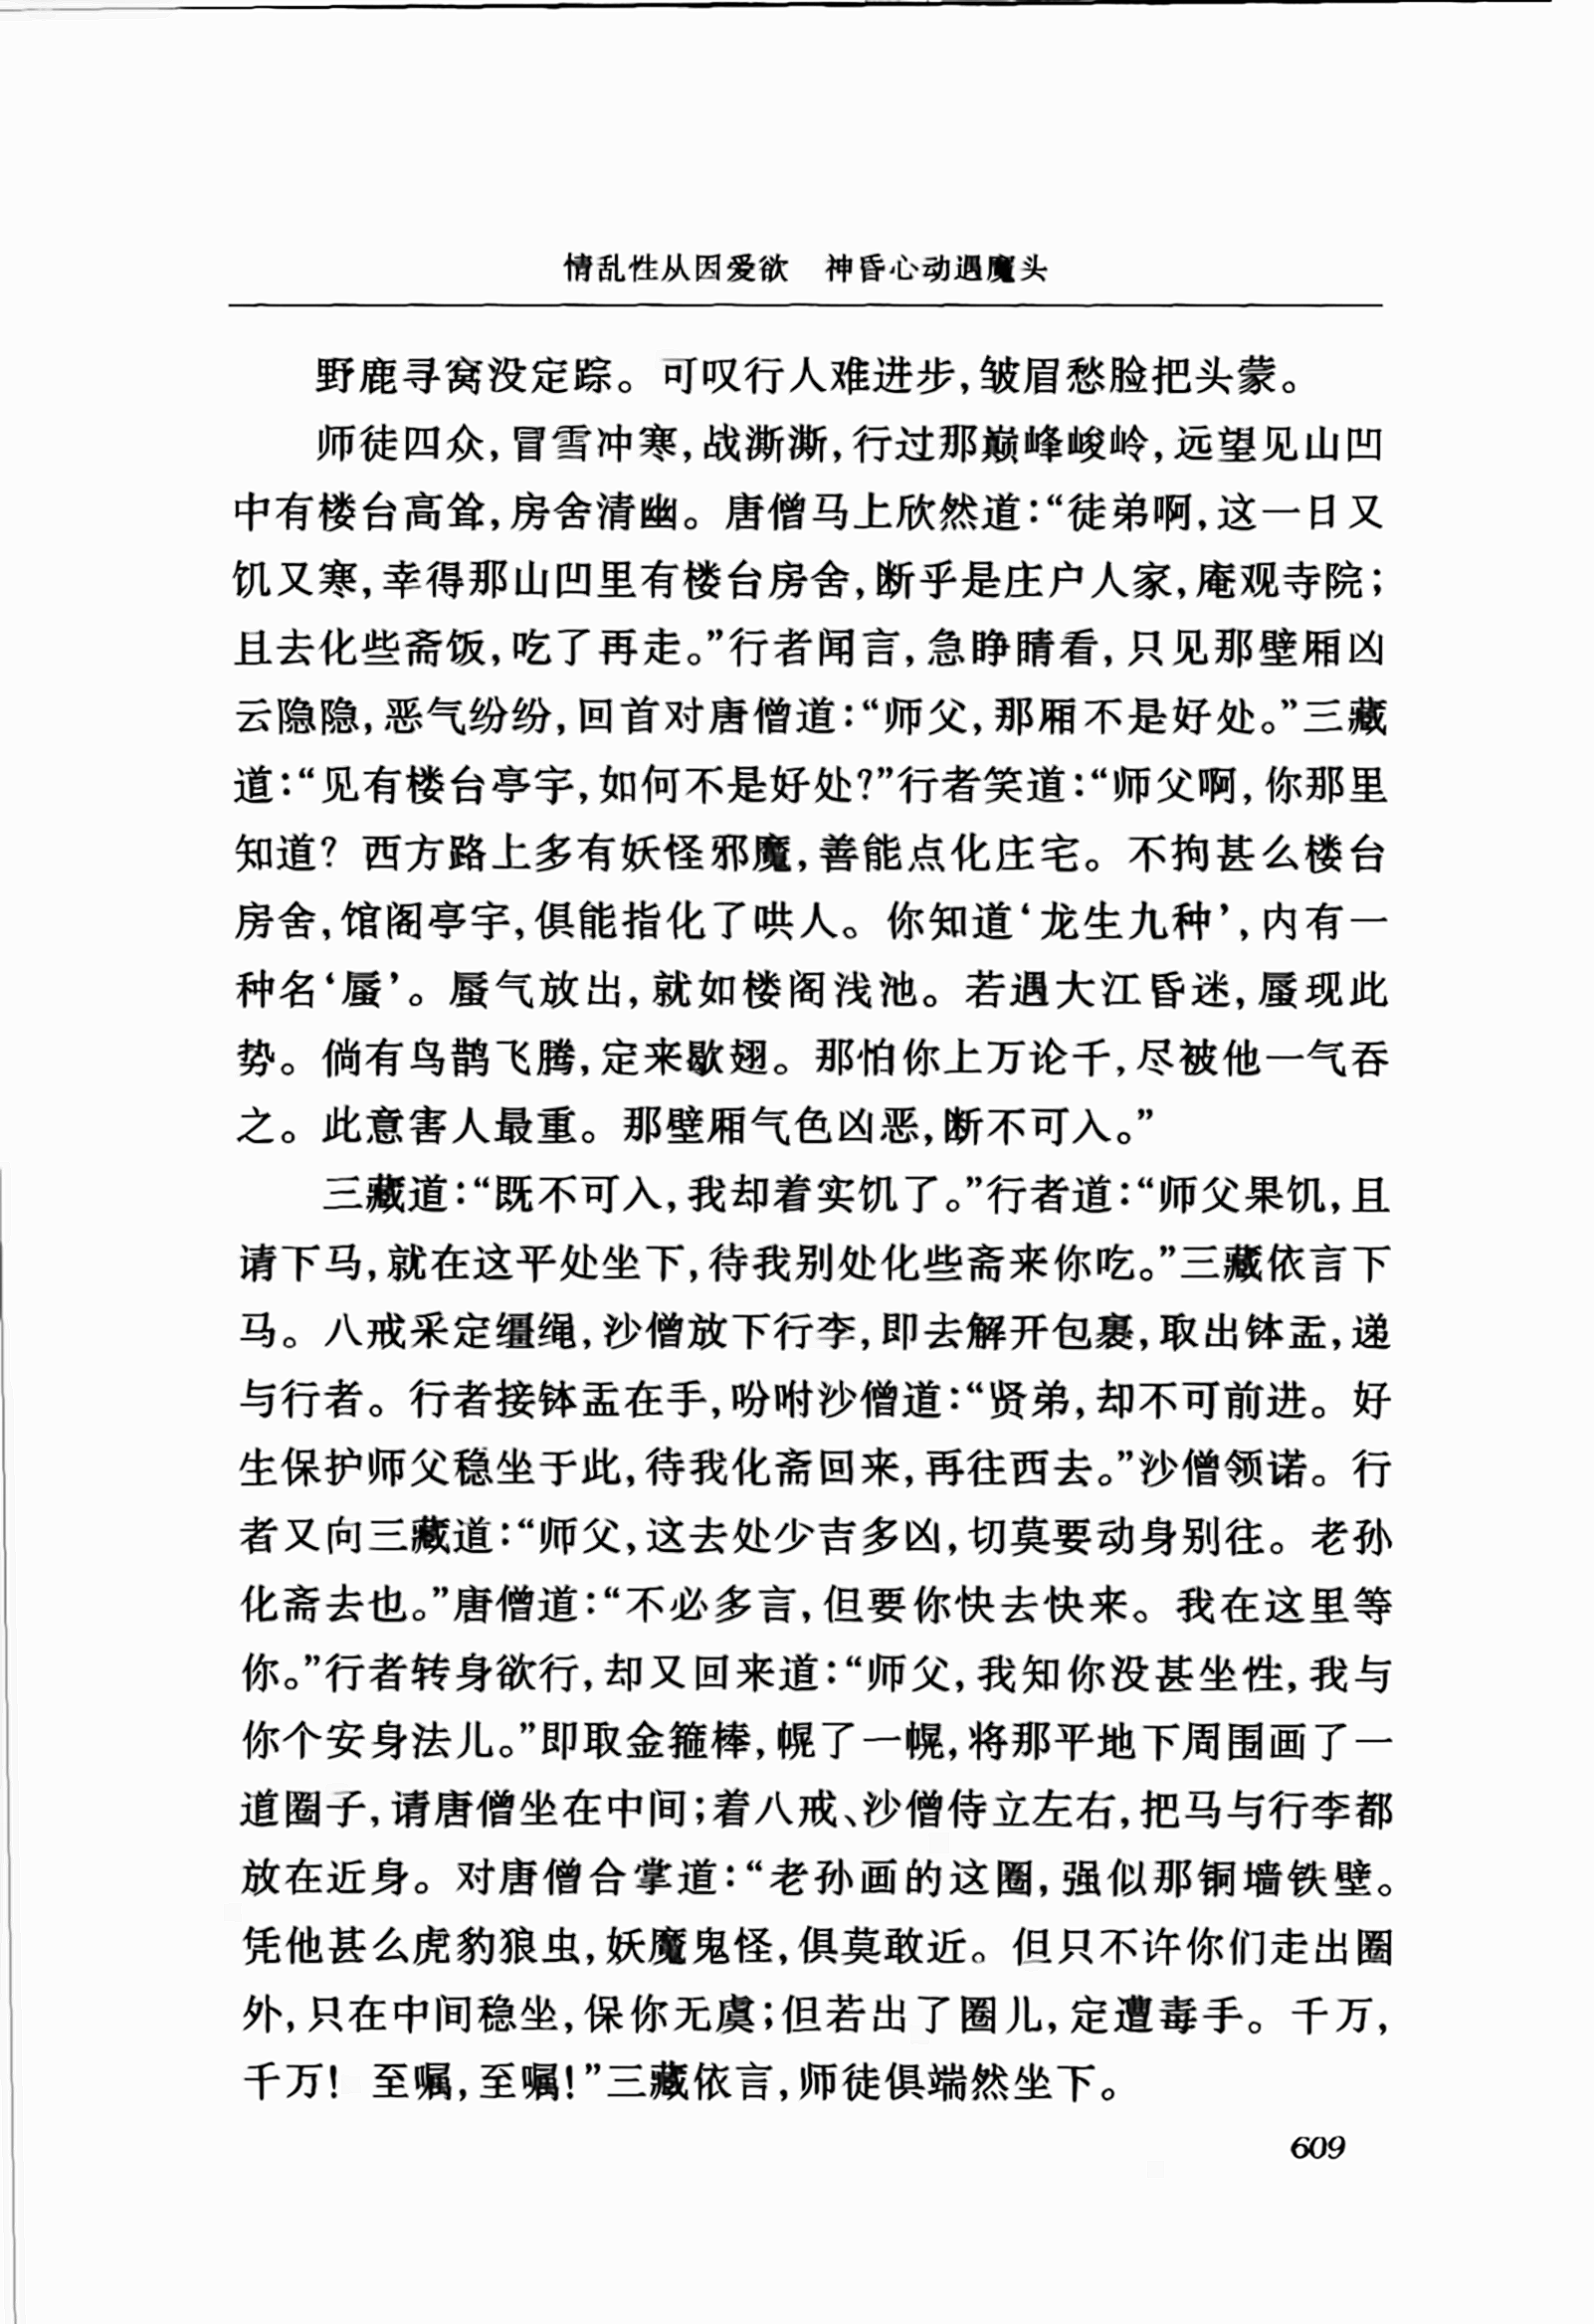 情乱性从因爱欲　神昏心动遇魔头
野鹿寻窝没定踪。可叹行人难进步,皱眉愁脸把头蒙。
师徒四众,冒雪冲寒,战澌澌,行过那巅峰峻岭,远望见山凹
中有楼台高耸,房舍清幽。唐僧马上欣然道:“徒弟啊,这一日又
饥又寒,幸得那山凹里有楼台房舍,断乎是庄户人家,庵观寺院;
且去化些斋饭,吃了再走。”行者闻言,急睁睛看,只见那壁厢凶
云隐隐,恶气纷纷,回首对唐僧道:“师父,那厢不是好处。”三藏
道:“见有楼台亭宇,如何不是好处?”行者笑道:“师父啊,你那里
知道? 西方路上多有妖怪邪魔,善能点化庄宅。不拘甚么楼台
房舍,馆阁亭宇,俱能指化了哄人。你知道‘龙生九种’,内有一
种名‘蜃’。蜃气放出,就如楼阁浅池。若遇大江昏迷,蜃现此
势。倘有鸟鹊飞腾,定来歇翅。那怕你上万论千,尽被他一气吞
之。此意害人最重。那壁厢气色凶恶,断不可入。”
三藏道:“既不可入,我却着实饥了。”行者道:“师父果饥,且
请下马,就在这平处坐下,待我别处化些斋来你吃。”三藏依言下
马。八戒采定缰绳,沙僧放下行李,即去解开包裹,取出钵盂,递
与行者。行者接钵盂在手,吩咐沙僧道:“贤弟,却不可前进。好
生保护师父稳坐于此,待我化斋回来,再往西去。”沙僧领诺。行
者又向三藏道:“师父,这去处少吉多凶,切莫要动身别往。老孙
化斋去也。”唐僧道:“不必多言,但要你快去快来。我在这里等
你。”行者转身欲行,却又回来道:“师父,我知你没甚坐性,我与
你个安身法儿。”即取金箍棒,幌了一幌,将那平地下周围画了一
道圈子,请唐僧坐在中间;着八戒、沙僧侍立左右,把马与行李都
放在近身。对唐僧合掌道:“老孙画的这圈,强似那铜墙铁壁。
凭他甚么虎豹狼虫,妖魔鬼怪,俱莫敢近。但只不许你们走出圈
外,只在中间稳坐,保你无虞;但若出了圈儿,定遭毒手。千万,
千万! 至嘱,至嘱!”三藏依言,师徒俱端然坐下。
609